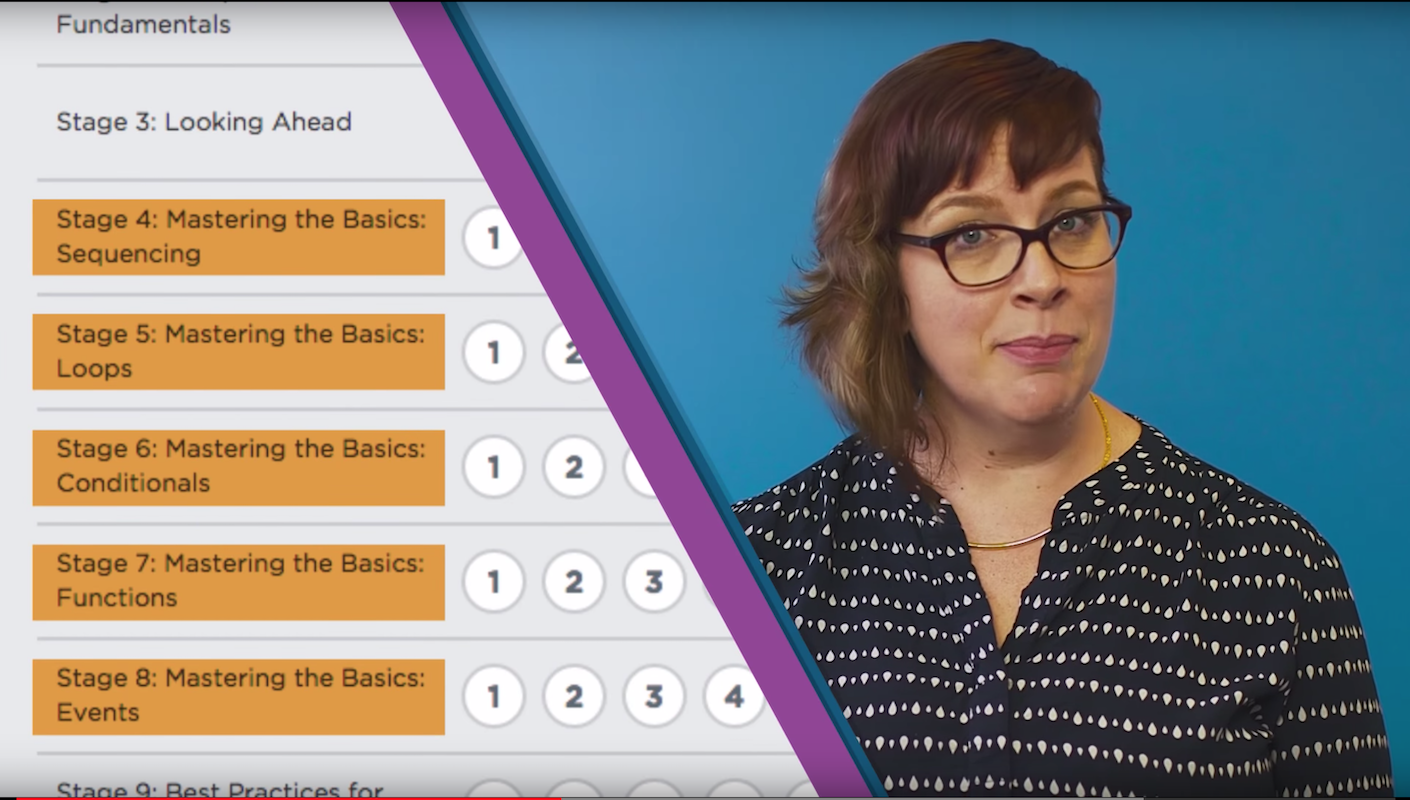 Fundamentals
Stage 3: Looking Ahead
Stage 4: Mastering the Basics:
Sequencing
1
Stage 5: Mastering the Basics:
Loops
1 2
Stage 6: Mastering the Basics:
Conditionals
1 2
Stage 7: Mastering the Basics:
Functions
1 2 3
Stage 8: Mastering the Basics:
Events
1 2 3 4
Stage 9: Best Practices for